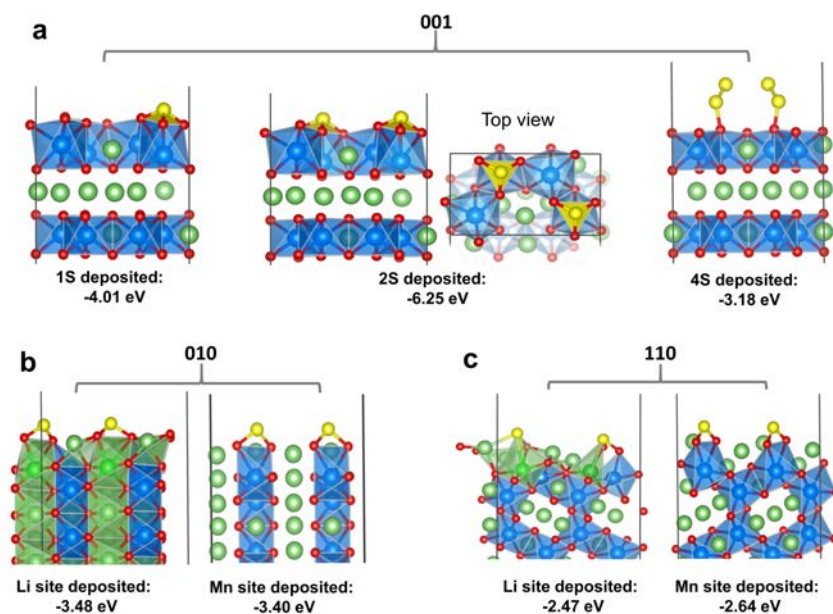 a
001
Top view
1S deposited:
-4.01 eV
2S deposited:
-6.25 eV
4S deposited:
-3.18 eV
b
010
c
110
Li site deposited:
-3.48 eV
Mn site deposited:
-3.40 eV
Li site deposited:
-2.47 eV
Mn site deposited:
-2.64 eV